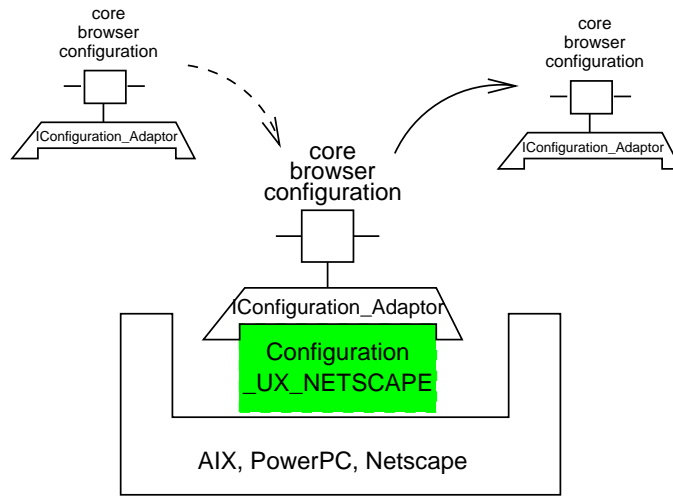 core
browser
configuration
IConfiguration_Adaptor
core
browser
configuration
IConfiguration_Adaptor
core
browser
configuration
IConfiguration_Adaptor
Configuration
_UX_NETSCAPE
AIX, PowerPC, Netscape